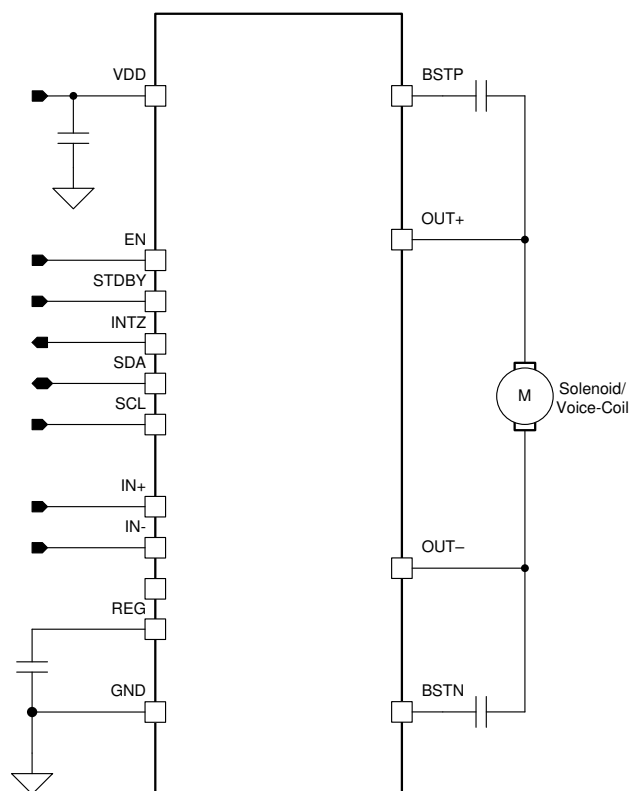 VDD
EN
STDBY
INTZ
SDA
SCL
IN+
IN-
REG
GND
BSTP
OUT+
M
Solenoid/
Voice-Coil
OUT–
BSTN